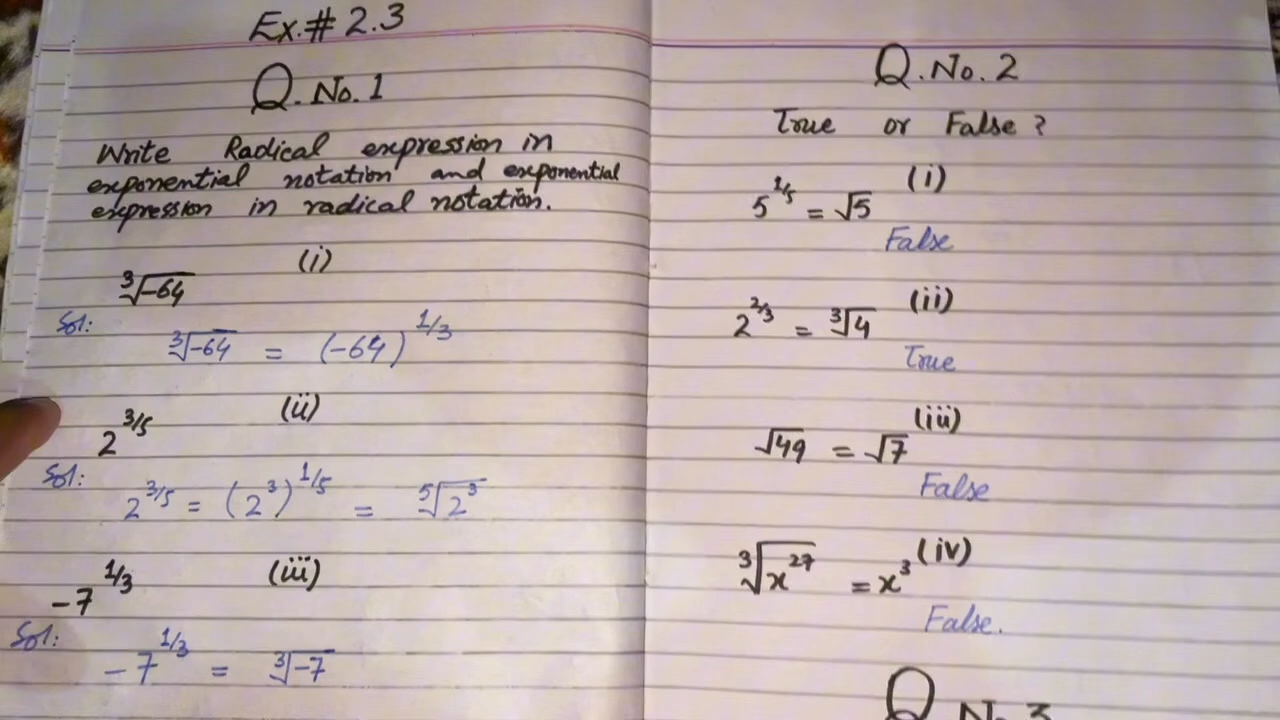 Ex.# 2.3
Q. No. 1
Write Radical expression in
exponential notation and exponential
expression in radical notation.
(i)
∛-64
Sol:
∛-64 = (-64)^1/3
(ii)
2^3/5
Sol:
2^3/5 = (2^3)^1/5 = ⁵√2^3
(iii)
-7^1/3
Sol:
-7^1/3 = ∛-7
Q. No. 2
True or False ?
(i)
5^1/5 = √5
False
(ii)
2^2/3 = ∛4
True
(iii)
√49 = √7
False
(iv)
∛x^27 = x^3
False.
Q No. 3